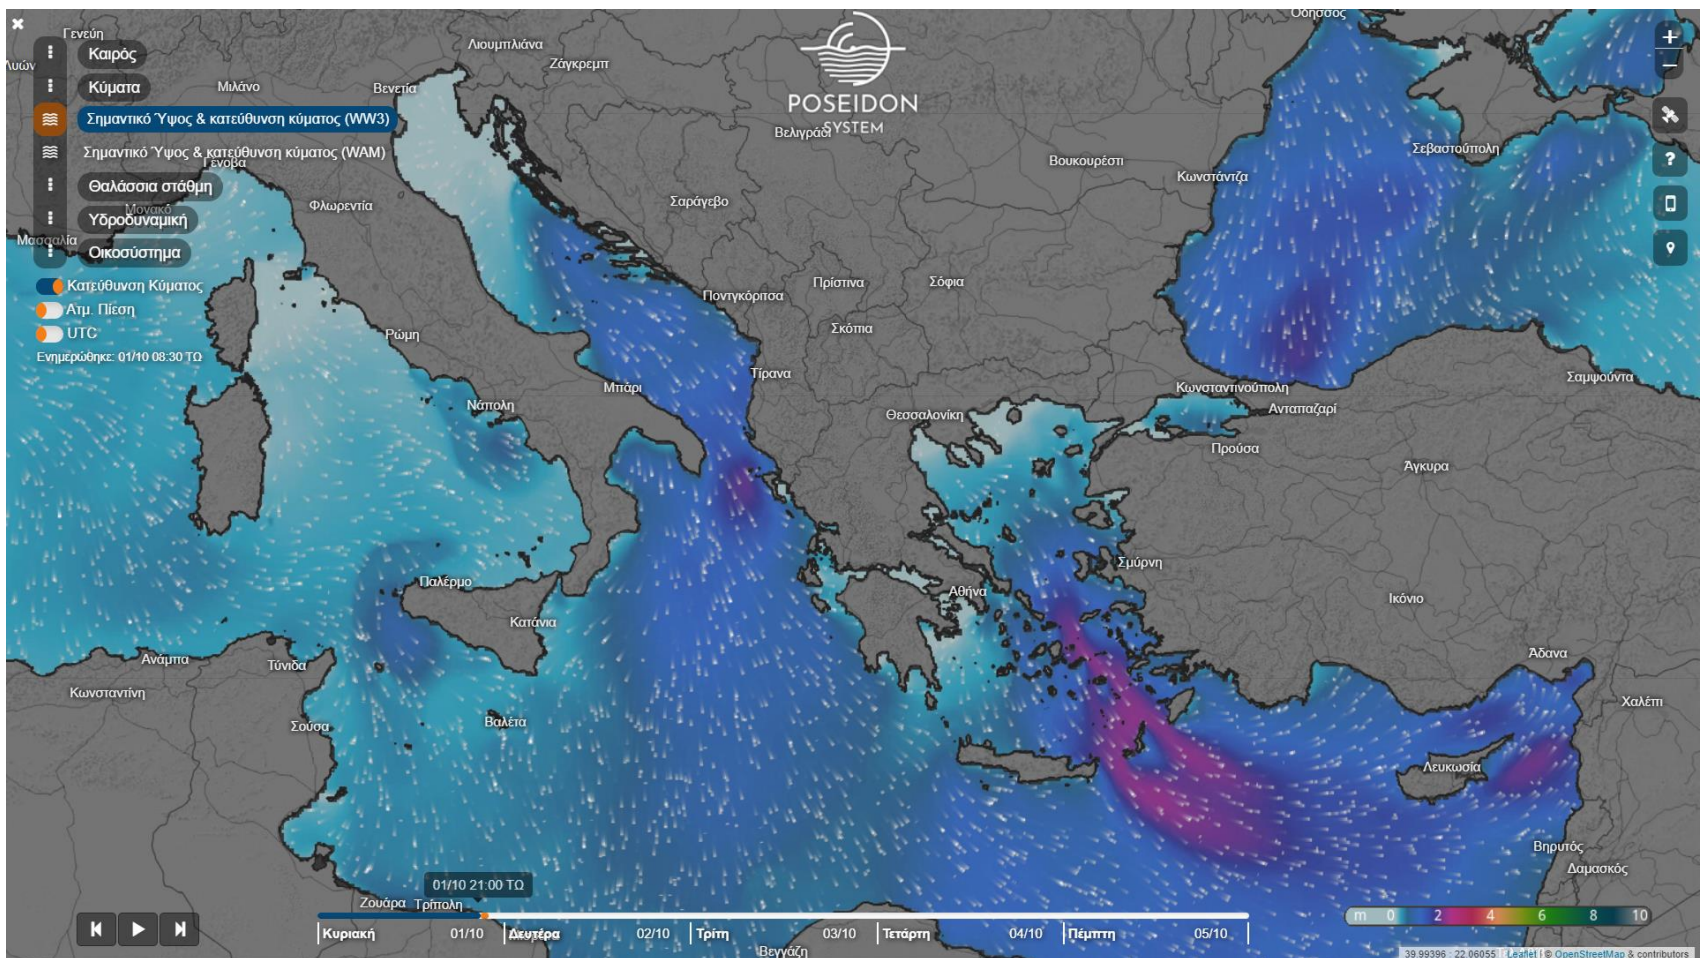 Οδησσός
Γενεύη
Λιουμπλιάνα
Ζάγκρεμπ
Καιρός
Λυών
Μιλάνο
Βενετία
Κύματα
POSEIDON
SYSTEM
Βελιγράδι
Σημαντικό Ύψος & κατεύθυνση κύματος (WW3)
Σημαντικό Ύψος & κατεύθυνση κύματος (WAM)
Γένοβα
Βουκουρέστι
Σεβαστούπολη
Κωνστάντζα
Θαλάσσια στάθμη
Μονακό
Φλωρεντία
Σαράγεβο
Υδροδυναμική
Μασσαλία
Οικοσύστημα
Κατεύθυνση Κύματος
Ποντγκόριτσα
Πρίστινα
Σόφια
Ατμ. Πίεση
UTC
Ρώμη
Σκόπια
Ενημερώθηκε: 01/10 08:30 ΤΩ
Τίρανα
Μπάρι
Κωνσταντινούπολη
Σαμψούντα
Νάπολη
Θεσσαλονίκη
Ανταπαζαρί
Προύσα
Άγκυρα
Σμύρνη
Παλέρμο
Αθήνα
Ικόνιο
Κατάνια
Ανάμπα
Τύνιδα
Άδανα
Κωνσταντίνη
Χαλέπι
Σούσα
Βαλέτα
Λευκωσία
Βηρυτός
Δαμασκός
01/10 21:00 ΤΩ
Ζουάρα
Τρίπολη
m 0 2 4 6 8 10
Κυριακή 01/10 Δευτέρα 02/10 Τρίτη 03/10 Τετάρτη 04/10 Πέμπτη 05/10
Βεγγάζη
39.99396 : 22.06055 Leaflet | © OpenStreetMap & contributors